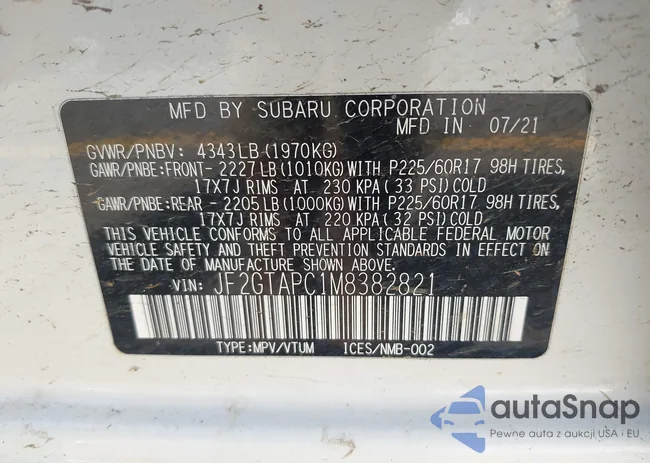 MFD BY SUBARU CORPORATION
MFD IN 07/21
GVWR/PNBV: 4343LB(1970KG)
GAWR/PNBE:FRONT- 2227LB(1010KG)WITH P225/60R17 98H TIRES,
17X7J RIMS AT 230 KPA(33 PSI)COLD
GAWR/PNBE:REAR - 2205LB(1000KG)WITH P225/60R17 98H TIRES,
17X7J RIMS AT 220 KPA(32 PSI)COLD
THIS VEHICLE CONFORMS TO ALL APPLICABLE FEDERAL MOTOR
VEHICLE SAFETY AND THEFT PREVENTION STANDARDS IN EFFECT ON
THE DATE OF MANUFACTURE SHOWN ABOVE.
VIN: JF2GTAPC1M8382821
TYPE:MPV/VTUM ICES/NMB-002
autaSnap
Pewne auta z aukcji USA i EU